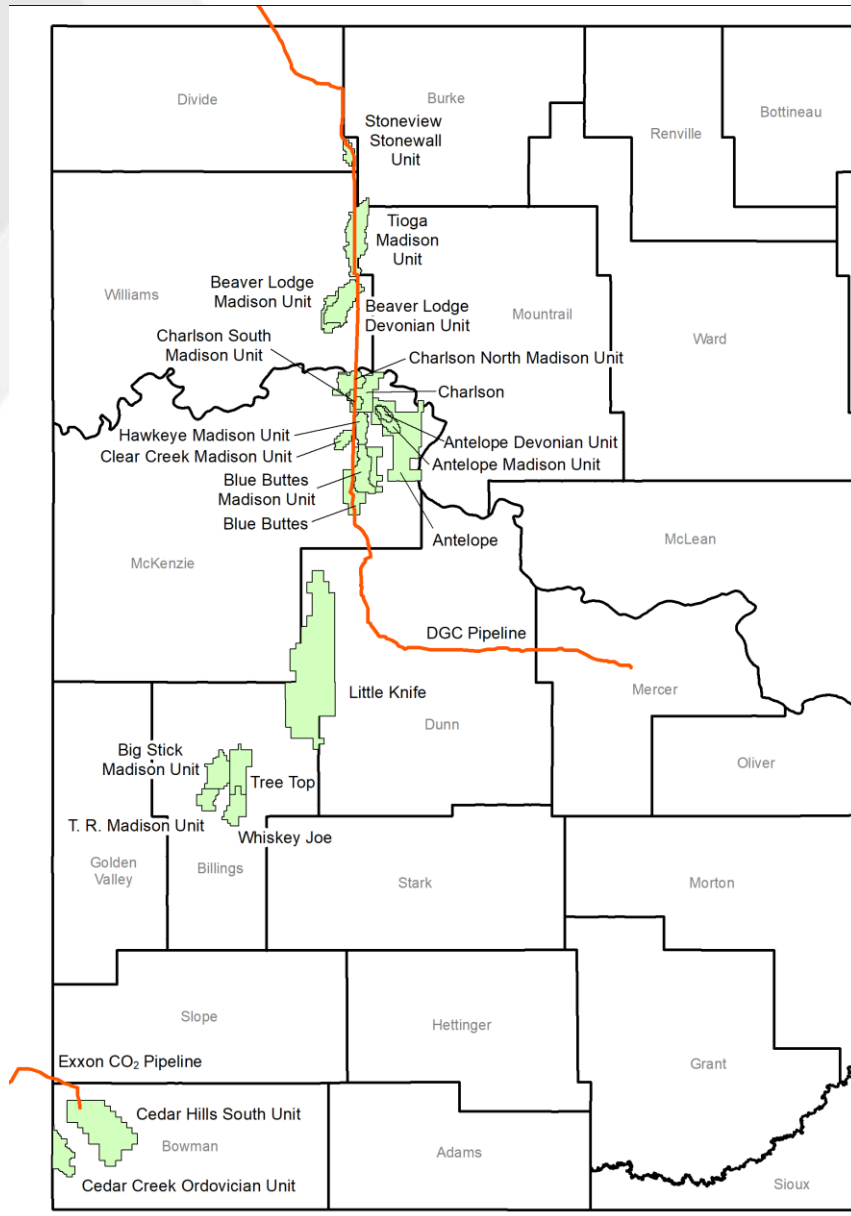 Divide
Burke
Bottineau
Renville
Stoneview
Stonewall
Unit
Tioga
Madison
Unit
Williams
Beaver Lodge
Madison Unit
Beaver Lodge
Devonian Unit
Mountrail
Ward
Charlson South
Madison Unit
Charlson North Madison Unit
Charlson
Hawkeye Madison Unit
Clear Creek Madison Unit
Antelope Devonian Unit
Antelope Madison Unit
Blue Buttes
Madison Unit
Blue Buttes
Antelope
McLean
McKenzie
DGC Pipeline
Mercer
Little Knife
Dunn
Big Stick
Madison Unit
Tree Top
Oliver
T. R. Madison Unit
Whiskey Joe
Golden
Valley
Billings
Stark
Morton
Slope
Hettinger
Grant
Exxon CO₂ Pipeline
Cedar Hills South Unit
Bowman
Adams
Cedar Creek Ordovician Unit
Sioux